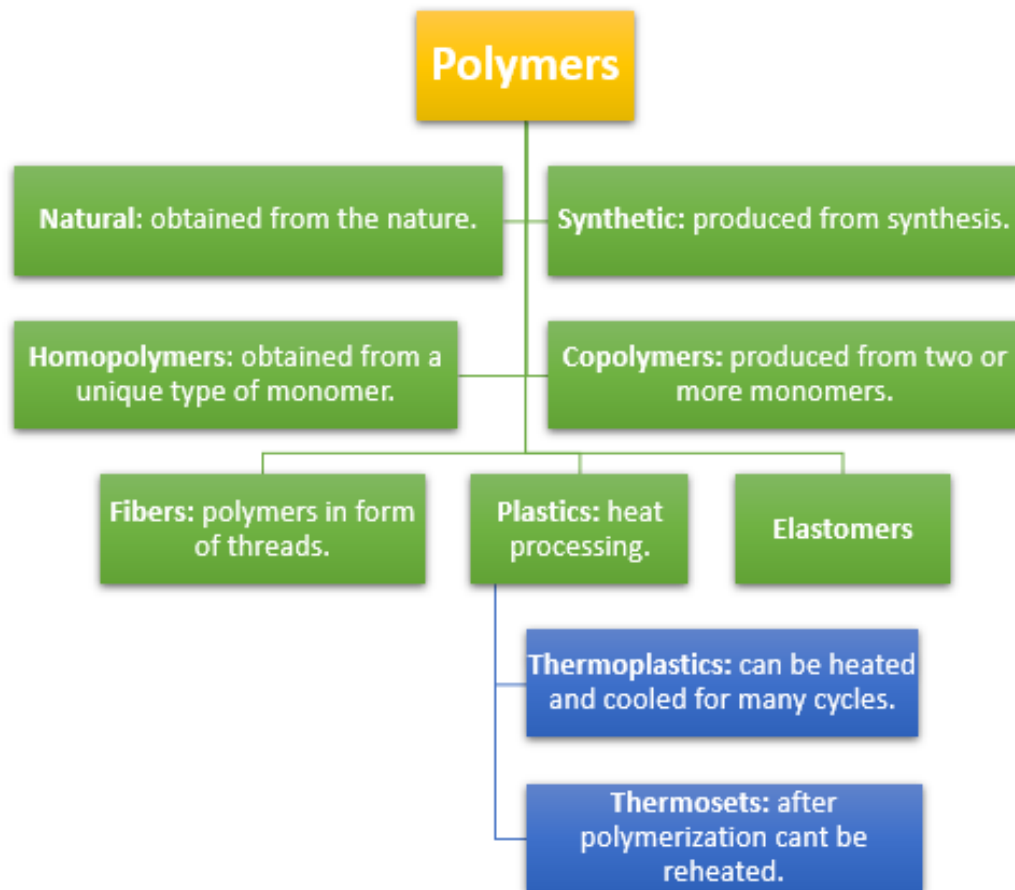 Polymers
Natural: obtained from the nature.
Synthetic: produced from synthesis.
Homopolymers: obtained from a
unique type of monomer.
Copolymers: produced from two or
more monomers.
Fibers: polymers in form
of threads.
Plastics: heat
processing.
Elastomers
Thermoplastics: can be heated
and cooled for many cycles.
Thermosets: after
polymerization cant be
reheated.